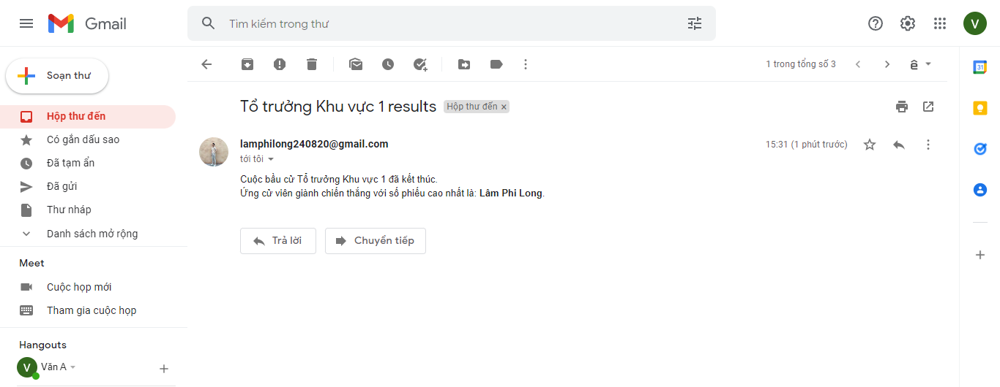 Gmail
Tìm kiếm trong thư
V
Soạn thư
1 trong tổng số 3
Hộp thư đến
Có gắn dấu sao
Đã tạm ẩn
Đã gửi
Thư nháp
Danh sách mở rộng
Meet
Cuộc họp mới
Tham gia cuộc họp
Hangouts
V Văn A
Tổ trưởng Khu vực 1 results Hộp thư đến ×
lamphilong240820@gmail.com 15:31 (1 phút trước)
tới tôi
Cuộc bầu cử Tổ trưởng Khu vực 1 đã kết thúc.
Ứng cử viên giành chiến thắng với số phiếu cao nhất là: Lâm Phi Long.
Trả lời Chuyển tiếp
31